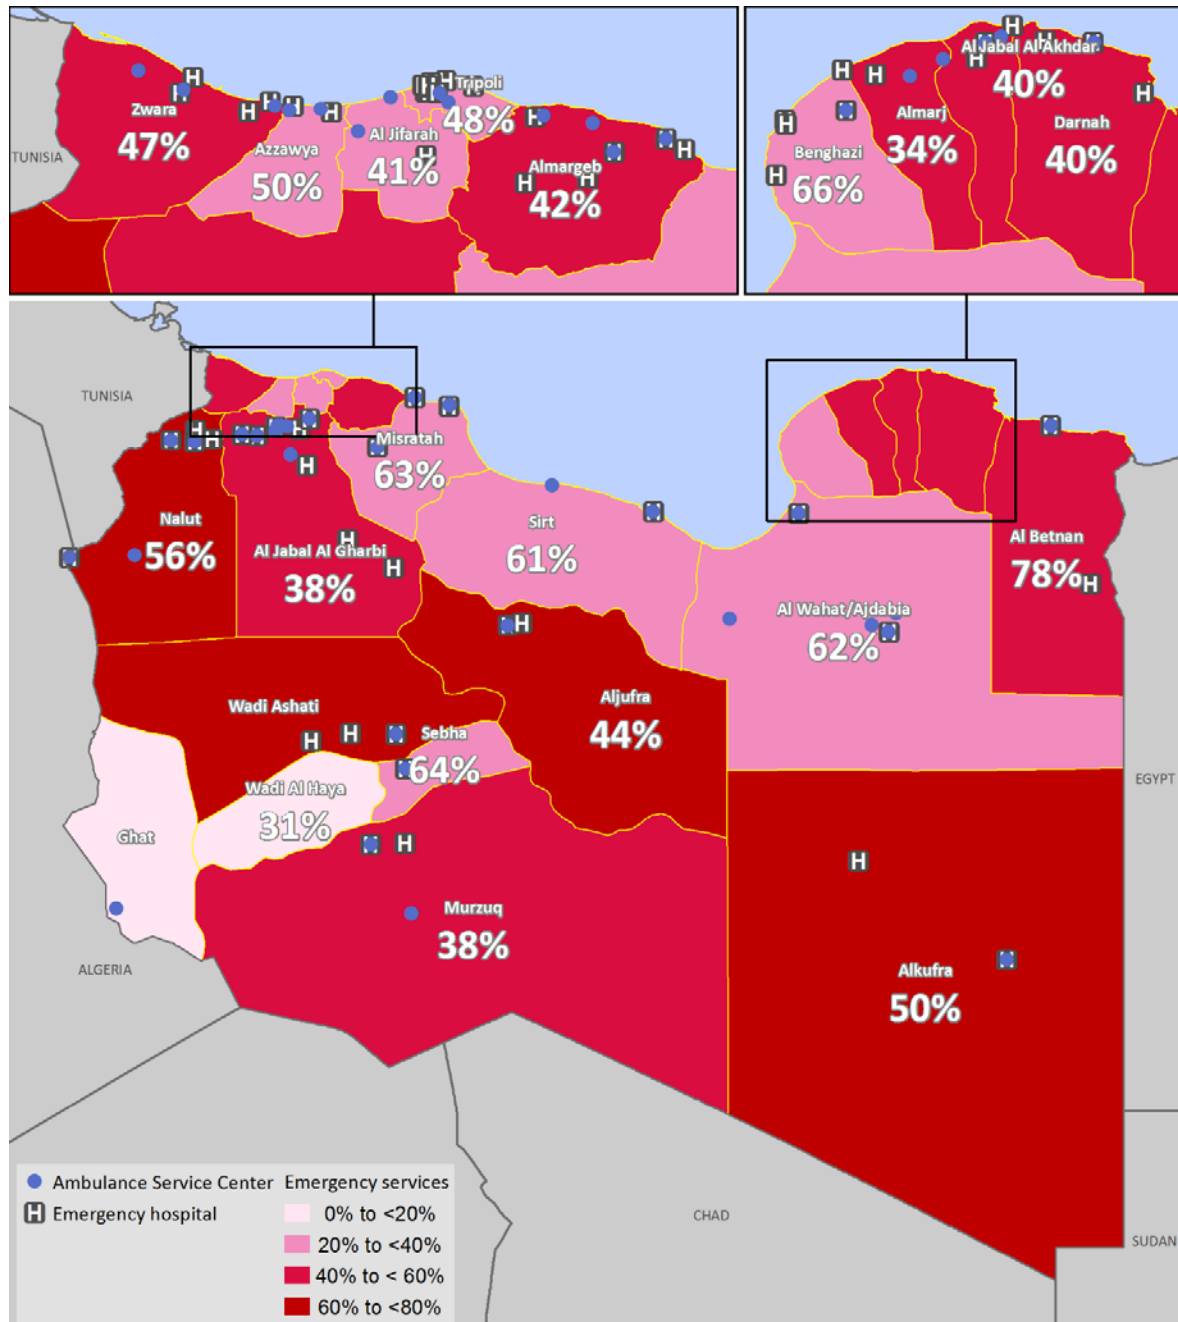 Zwara
47%
TUNISIA
Azzawya
50%
Al Jifarah
41%
Tripoli
48%
Almargeb
42%
Al Jabal Al Akhdar
40%
Almarj
34%
Darnah
40%
Benghazi
66%
TUNISIA
Misratah
63%
Nalut
56%
Al Jabal Al Gharbi
38%
Sirt
61%
Al Betnan
78%
Al Wahat/Ajdabia
62%
Wadi Ashati
Aljufra
44%
Sebha
64%
Wadi Al Haya
31%
Ghat
EGYPT
Murzuq
38%
ALGERIA
Alkufra
50%
CHAD
SUDAN
Ambulance Service Center
H Emergency hospital
Emergency services
0% to <20%
20% to <40%
40% to < 60%
60% to <80%